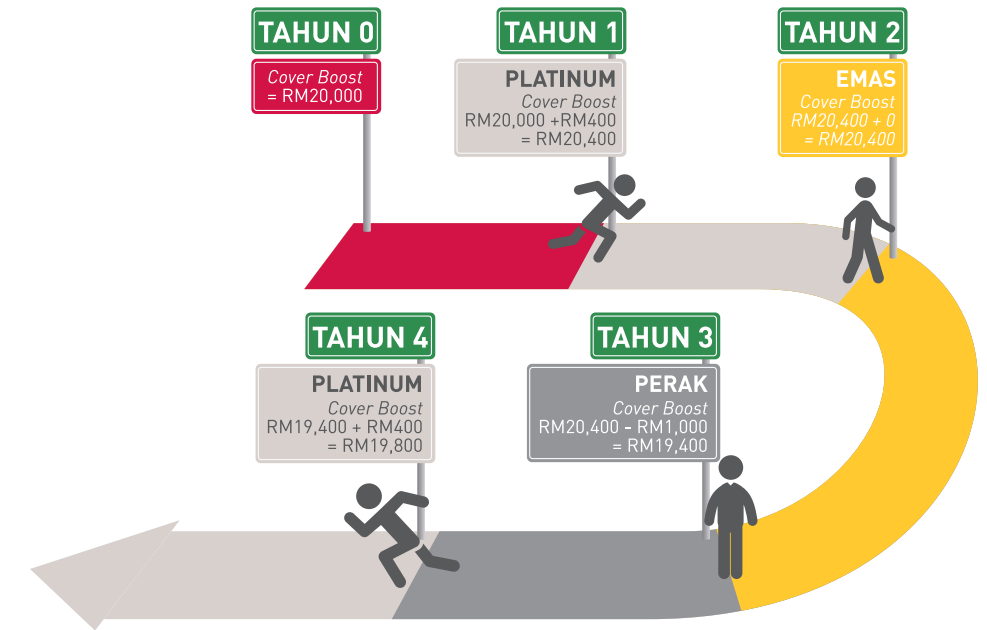 TAHUN 0
Cover Boost
= RM20,000
TAHUN 1
PLATINUM
Cover Boost
RM20,000 +RM400
= RM20,400
TAHUN 2
EMAS
Cover Boost
RM20,400 + 0
= RM20,400
TAHUN 3
PERAK
Cover Boost
RM20,400 - RM1,000
= RM19,400
TAHUN 4
PLATINUM
Cover Boost
RM19,400 + RM400
= RM19,800